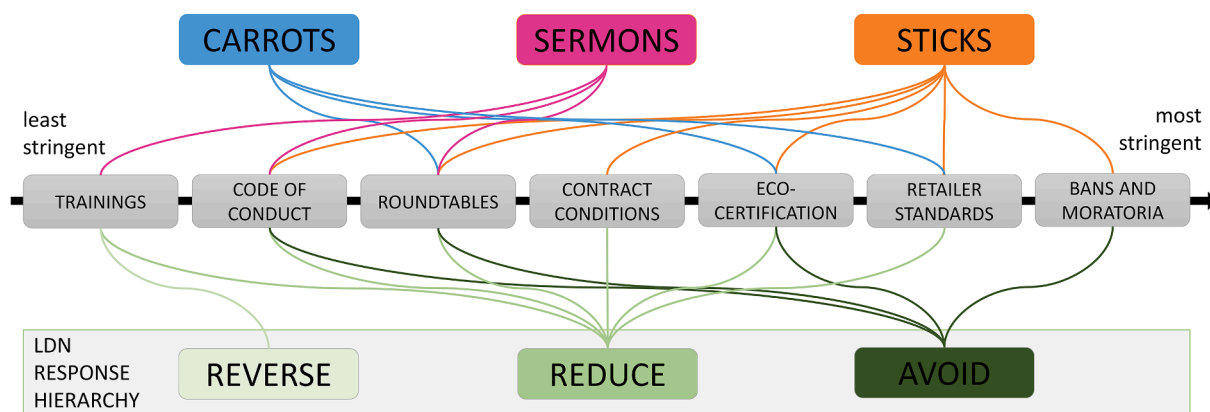 CARROTS
SERMONS
STICKS
least
stringent
most
stringent
TRAININGS
CODE OF
CONDUCT
ROUNDTABLES
CONTRACT
CONDITIONS
ECO-
CERTIFICATION
RETAILER
STANDARDS
BANS AND
MORATORIA
LDN
RESPONSE
HIERARCHY
REVERSE
REDUCE
AVOID